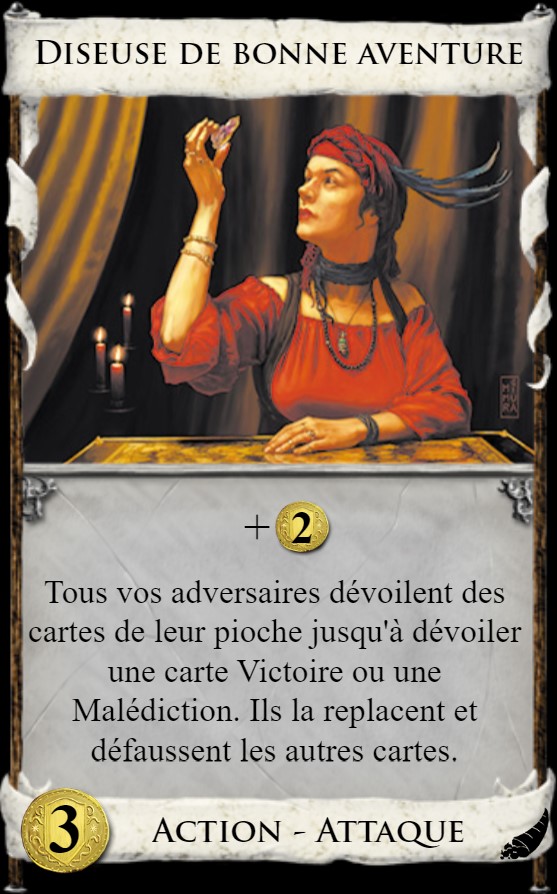 DISEUSE DE BONNE AVENTURE
+2
Tous vos adversaires dévoilent des
cartes de leur pioche jusqu'à dévoiler
une carte Victoire ou une
Malédiction. Ils la replacent et
défaussent les autres cartes.
3
ACTION - ATTAQUE